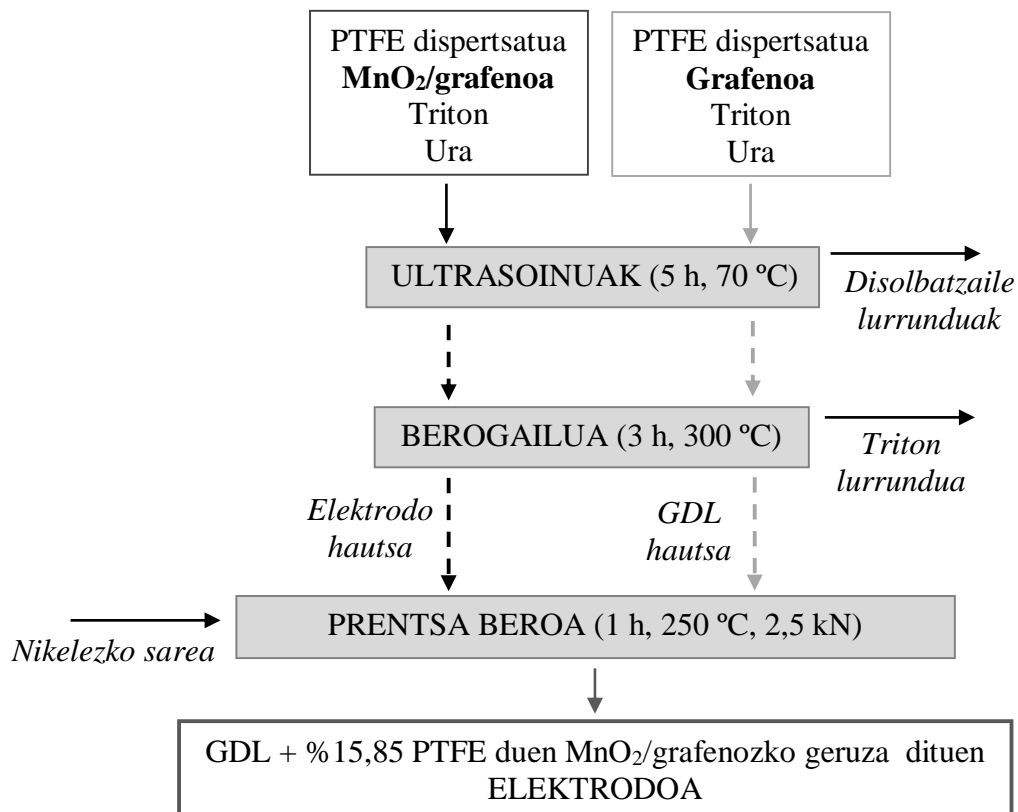 PTFE dispertsatua
MnO₂/grafenoa
Triton
Ura
PTFE dispertsatua
Grafenoa
Triton
Ura
ULTRASOINUAK (5 h, 70 ºC)
Disolbatzaile
lurrunduak
BEROGAILUA (3 h, 300 ºC)
Triton
lurrundua
Elektrodo
hautsa
GDL
hautsa
PRENTSA BEROA (1 h, 250 ºC, 2,5 kN)
Nikelezko sarea
GDL + %15,85 PTFE duen MnO₂/grafenozko geruza dituen
ELEKTRODOA